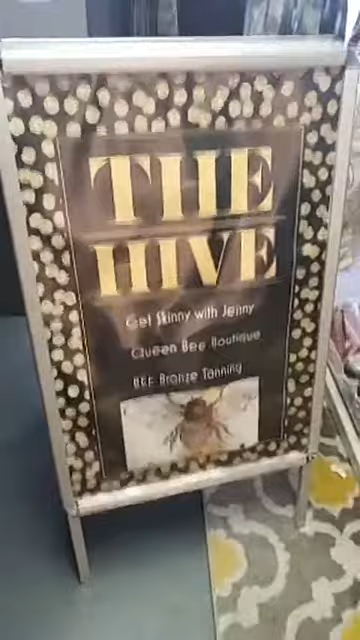 THE
HIVE
Get Skinny with Jenny
Queen Bee Boutique
BEE Bronze Tanning